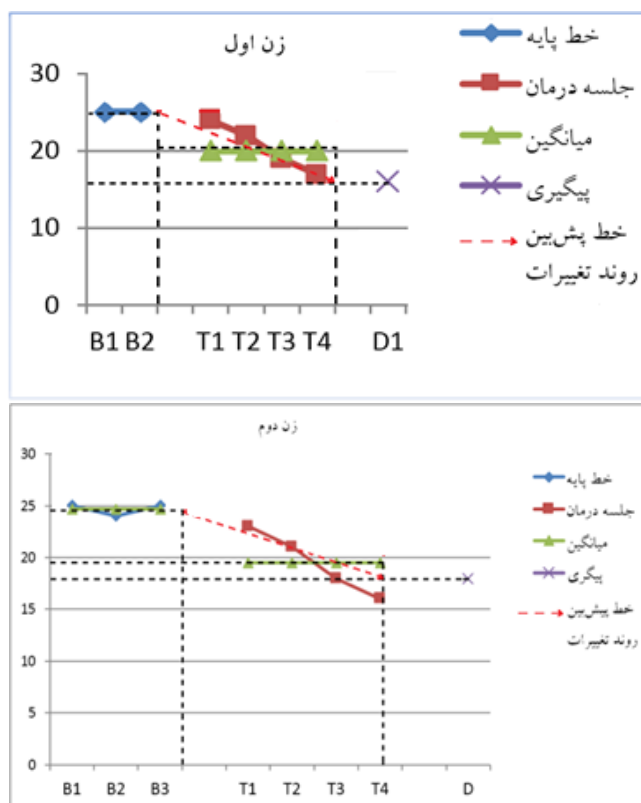 زن اول
خط پایه
جلسه درمان
میانگین
پیگیری
خط پش‌بین
روند تغییرات
30
20
10
0
B1 B2 T1 T2 T3 T4 D1
زن دوم
خط پایه
جلسه درمان
میانگین
پیگری
خط پیش‌بین
روند تغییرات
30
25
20
15
10
5
0
B1 B2 B3 T1 T2 T3 T4 D